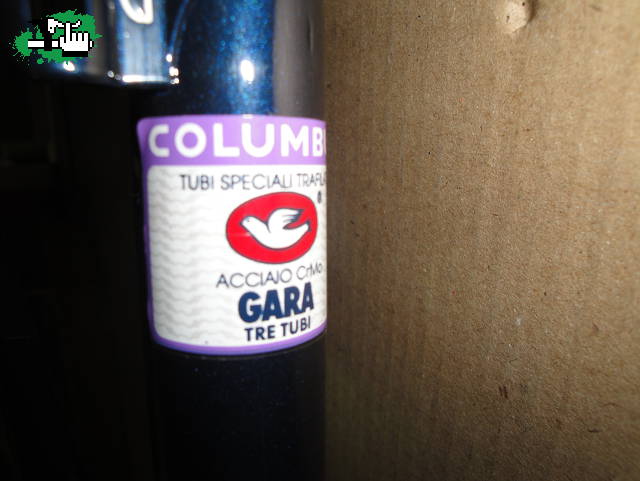 COLUMB
TUBI SPECIALI TRAFI
®
ACCIAIO CrMo
GARA
TRE TUBI